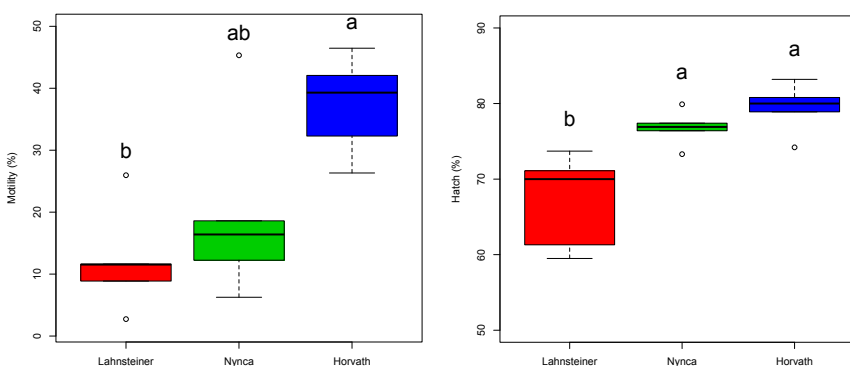 50
40
30
20
10
0
Motility (%)
b
ab
a
Lahnsteiner Nynca Horvath
90
80
70
60
50
Hatch (%)
b
a
a
Lahnsteiner Nynca Horvath